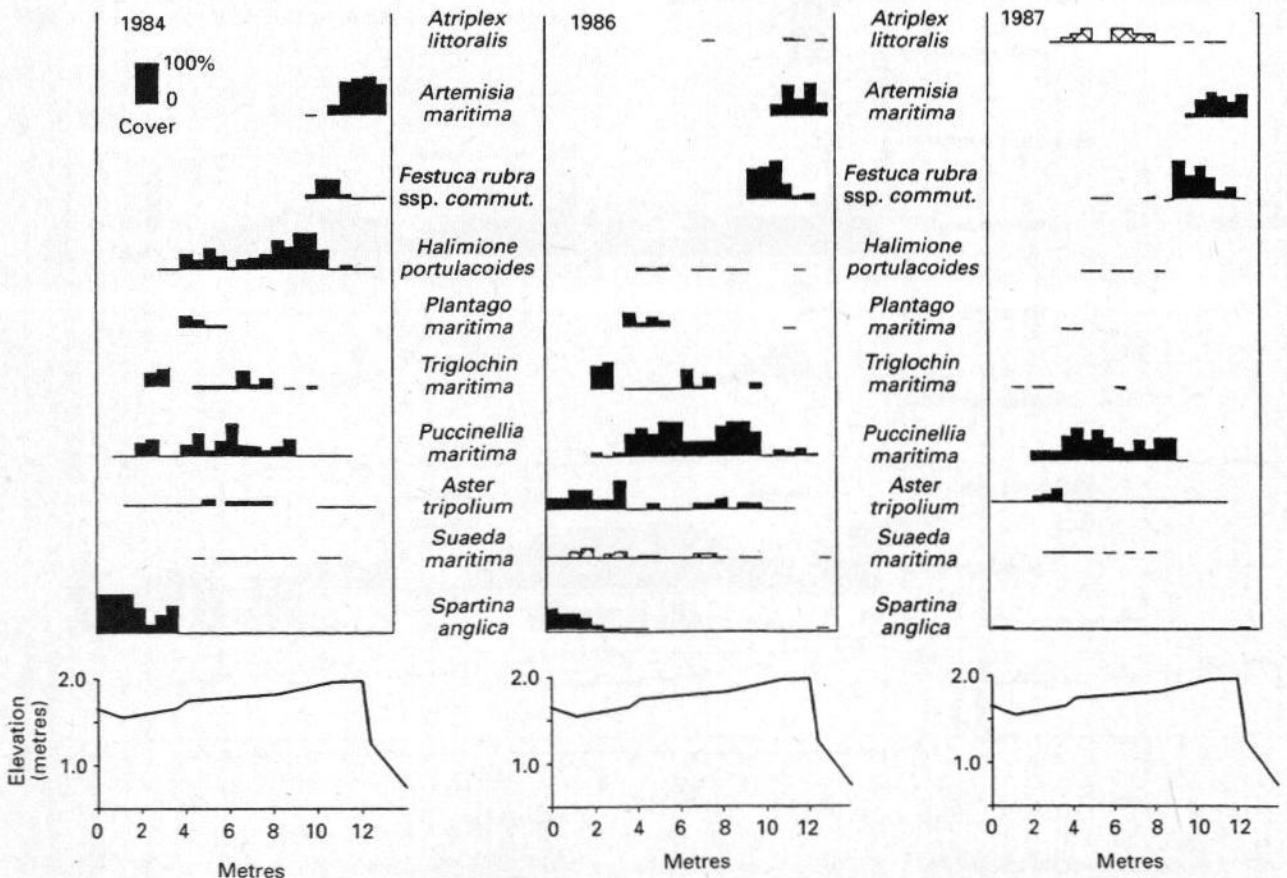 1984
100%
0
Cover
Atriplex
littoralis
Artemisia
maritima
Festuca rubra
ssp. commut.
Halimione
portulacoides
Plantago
maritima
Triglochin
maritima
Puccinellia
maritima
Aster
tripolium
Suaeda
maritima
Spartina
anglica
1986
Atriplex
littoralis
Artemisia
maritima
Festuca rubra
ssp. commut.
Halimione
portulacoides
Plantago
maritima
Triglochin
maritima
Puccinellia
maritima
Aster
tripolium
Suaeda
maritima
Spartina
anglica
1987
Elevation
(metres)
2.0
1.0
0 2 4 6 8 10 12
Metres
2.0
1.0
0 2 4 6 8 10 12
Metres
2.0
1.0
0 2 4 6 8 10 12
Metres